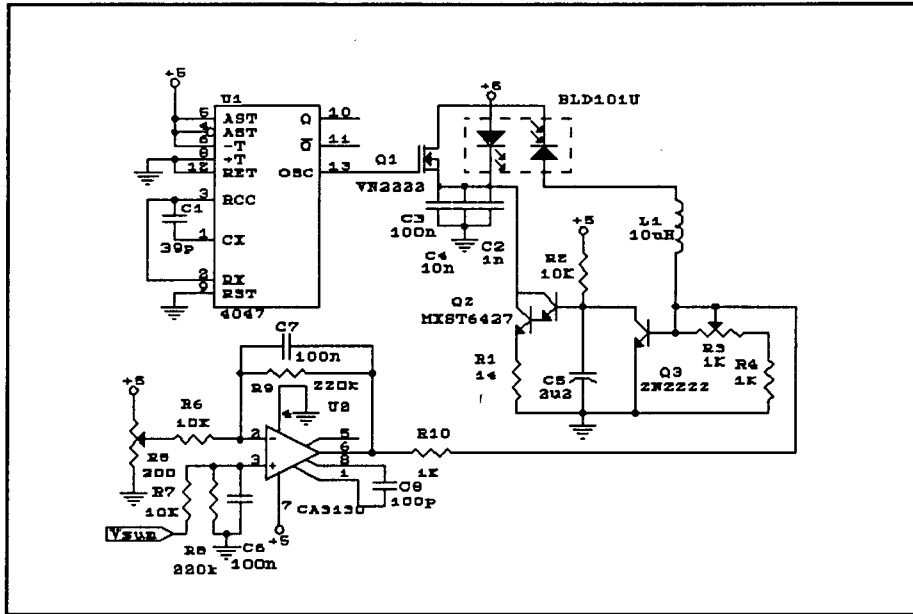 +5
U1
5 AST
4 AST
6 -T
8 +T
12 RET
3 RCC
1 CX
2 RX
9 RST
Q 10
Q 11
OSC 13
4047
C1
39p
Q1
VN2222
+5
BLD101U
C3
100n
C4
10n
C2
1n
L1
10uH
+5
R2
10K
Q2
MXST6427
R1
14
C5
2u2
Q3
2N2222
R3
1K
R4
1K
C7
100n
R9
220k
U2
+5
R6
10K
R5
200
2
3
4
5
6
8
1
7
+5
CA3130
R10
1K
C8
100p
R7
10K
Vsum
R8
220k
C6
100n